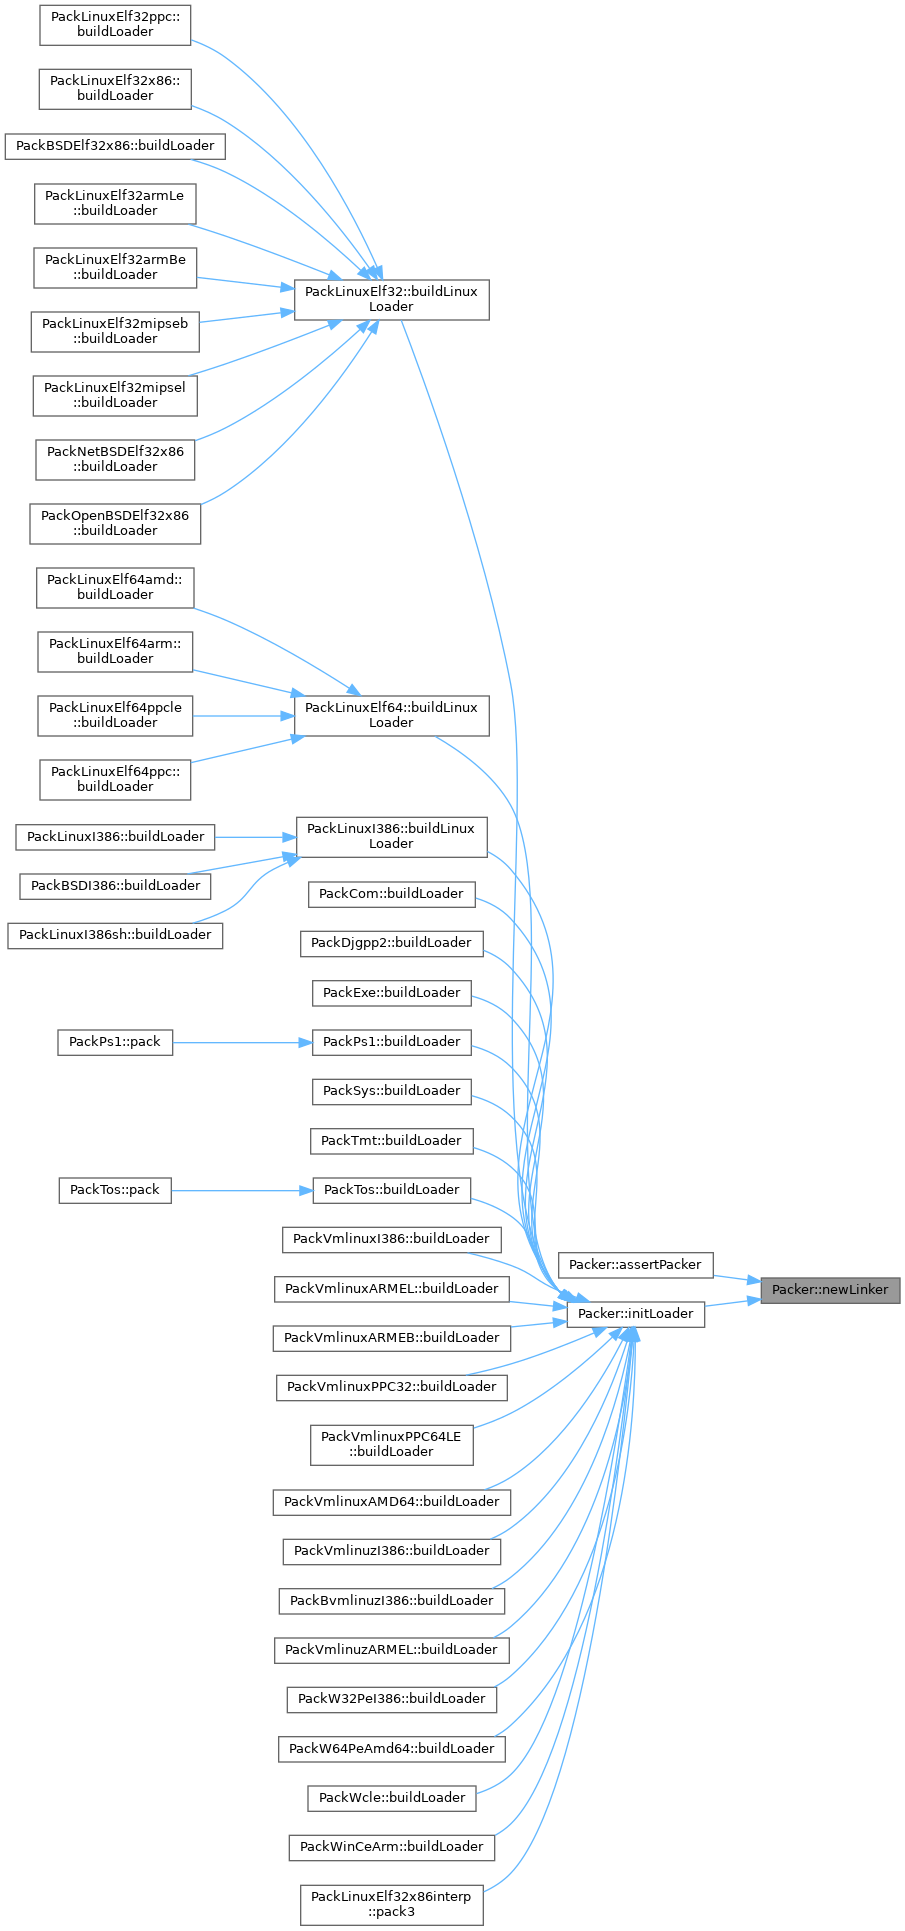 PackLinuxElf32ppc::
buildLoader
PackLinuxElf32x86::
buildLoader
PackBSDElf32x86::buildLoader
PackLinuxElf32armLe
::buildLoader
PackLinuxElf32armBe
::buildLoader
PackLinuxElf32::buildLinux
Loader
PackLinuxElf32mipseb
::buildLoader
PackLinuxElf32mipsel
::buildLoader
PackNetBSDElf32x86
::buildLoader
PackOpenBSDElf32x86
::buildLoader
PackLinuxElf64amd::
buildLoader
PackLinuxElf64arm::
buildLoader
PackLinuxElf64ppcle
::buildLoader
PackLinuxElf64::buildLinux
Loader
PackLinuxElf64ppc::
buildLoader
PackLinuxI386::buildLoader
PackLinuxI386::buildLinux
Loader
PackBSDI386::buildLoader
PackCom::buildLoader
PackLinuxI386sh::buildLoader
PackDjgpp2::buildLoader
PackExe::buildLoader
PackPs1::pack
PackPs1::buildLoader
PackSys::buildLoader
PackTmt::buildLoader
PackTos::pack
PackTos::buildLoader
PackVmlinuxI386::buildLoader
Packer::assertPacker
PackVmlinuxARMEL::buildLoader
Packer::newLinker
Packer::initLoader
PackVmlinuxARMEB::buildLoader
PackVmlinuxPPC32::buildLoader
PackVmlinuxPPC64LE
::buildLoader
PackVmlinuxAMD64::buildLoader
PackVmlinuzI386::buildLoader
PackBvmlinuzI386::buildLoader
PackVmlinuzARMEL::buildLoader
PackW32PeI386::buildLoader
PackW64PeAmd64::buildLoader
PackWcle::buildLoader
PackWinCeArm::buildLoader
PackLinuxElf32x86interp
::pack3